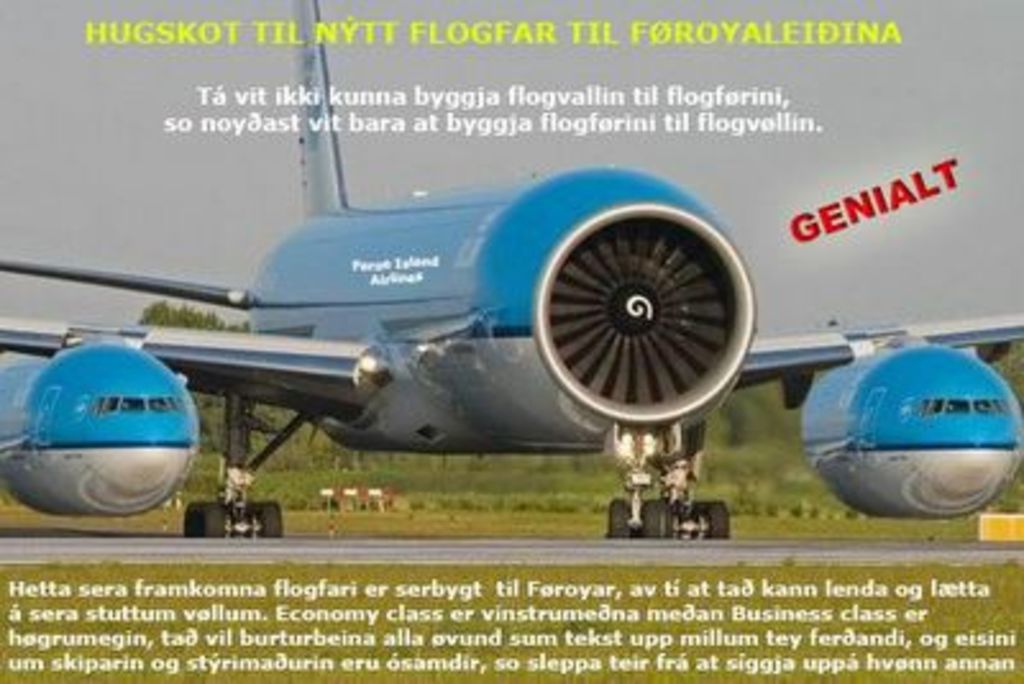 HUGSKOT TIL NÝTT FLOGFAR TIL FØROYALEIÐINA
Tá vit ikki kunna byggja flogvallin til flogførini,
so noyðast vit bara at byggja flogførini til flogvøllin.
GENIALT
Faroe Island
Airlines
Hetta sera framkomna flogfari er serbygt til Føroyar, av tí at tað kann lenda og lætta
á sera stuttum vøllum. Economy class er vinstrumeðna meðan Business class er
høgrumegin, tað vil burturbeina alla øvund sum tekst upp millum tey ferðandi, og eisini
um skiparin og stýrimaðurin eru ósamdir, so sleppa teir frá at síggja uppá hvønn annan